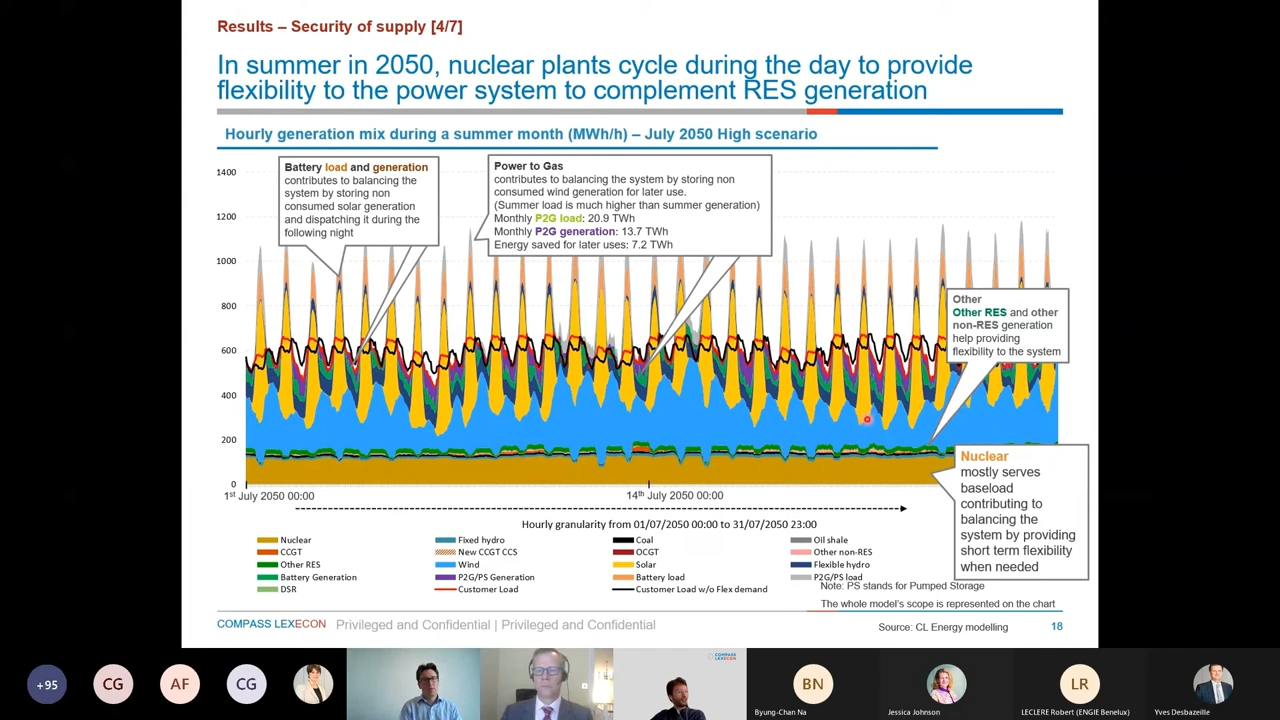 Results – Security of supply [4/7]
In summer in 2050, nuclear plants cycle during the day to provide
flexibility to the power system to complement RES generation
Hourly generation mix during a summer month (MWh/h) – July 2050 High scenario
Battery load and generation
contributes to balancing the
system by storing non
consumed solar generation
and dispatching it during the
following night
Power to Gas
contributes to balancing the system by storing non
consumed wind generation for later use.
(Summer load is much higher than summer generation)
Monthly P2G load: 20.9 TWh
Monthly P2G generation: 13.7 TWh
Energy saved for later uses: 7.2 TWh
Other
Other RES and other
non-RES generation
help providing
flexibility to the system
Nuclear
mostly serves
baseload
contributing to
balancing the
system by providing
short term flexibility
when needed
1400
1200
1000
800
600
400
200
0
1st July 2050 00:00
14th July 2050 00:00
Hourly granularity from 01/07/2050 00:00 to 31/07/2050 23:00
Nuclear Fixed hydro Coal Oil shale
CCGT New CCGT CCS OCGT Other non-RES
Other RES Wind Solar Flexible hydro
Battery Generation P2G/PS Generation Battery load P2G/PS load
DSR Customer Load Customer Load w/o Flex demand
Note: PS stands for Pumped Storage
The whole model's scope is represented on the chart
COMPASS LEXECON Privileged and Confidential | Privileged and Confidential
Source: CL Energy modelling 18
COMPASS
LEXECON
+95 CG AF CG BN LR
Byung-Chan Na Jessica Johnson LECLERE Robert (ENGIE Benelux) Yves Desbazeille